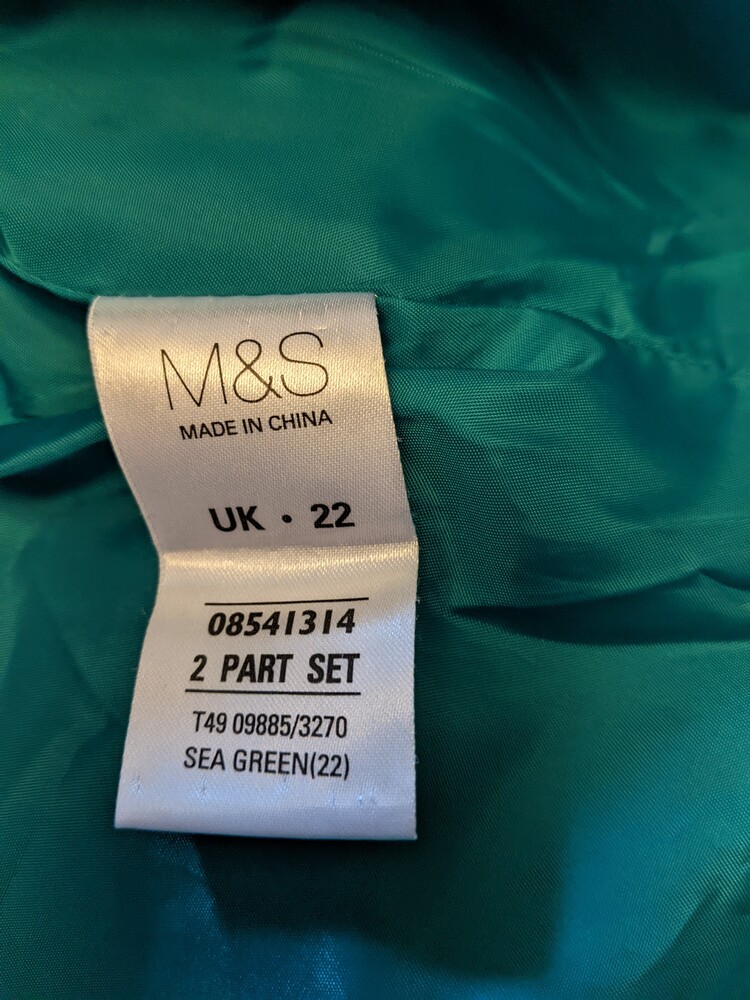 M&S
MADE IN CHINA
UK • 22
08541314
2 PART SET
T49 09885/3270
SEA GREEN(22)